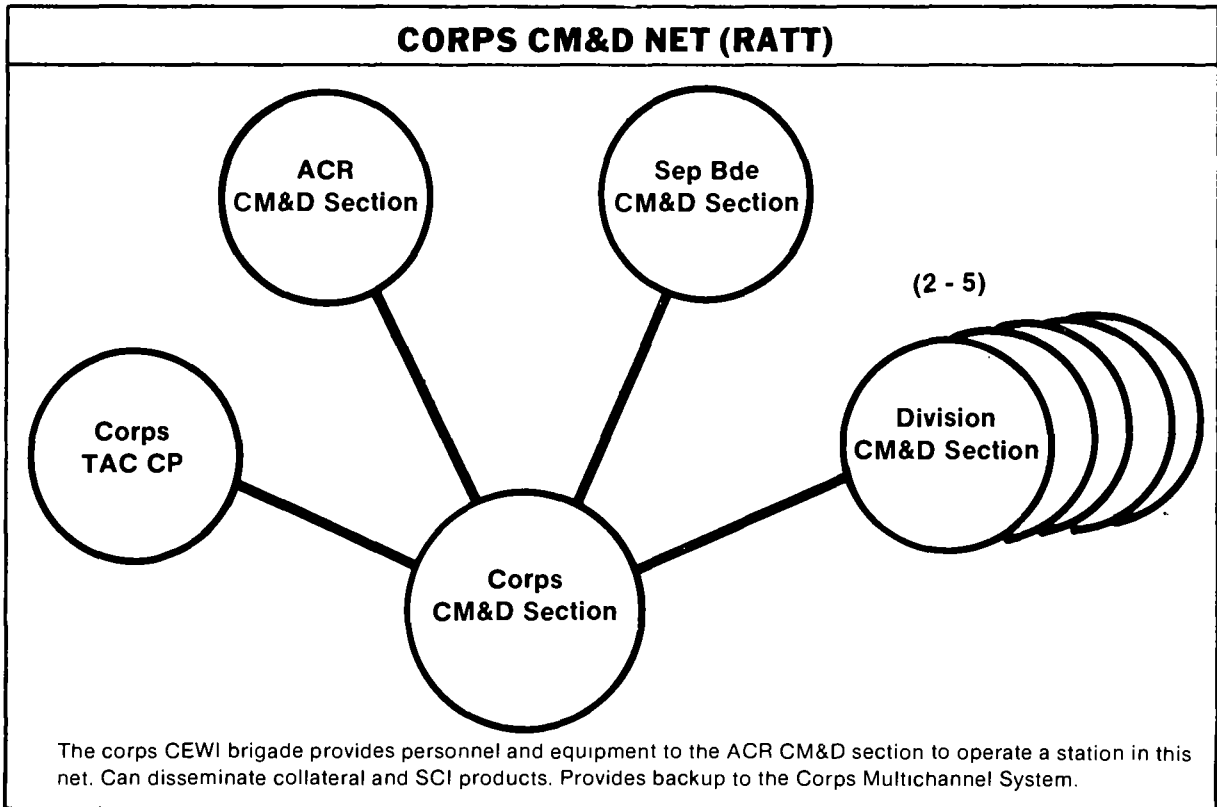 CORPS CM&D NET (RATT)
ACR
CM&D Section
Sep Bde
CM&D Section
(2 - 5)
Corps
TAC CP
Division
CM&D Section
Corps
CM&D Section
The corps CEWI brigade provides personnel and equipment to the ACR CM&D section to operate a station in this
net. Can disseminate collateral and SCI products. Provides backup to the Corps Multichannel System.